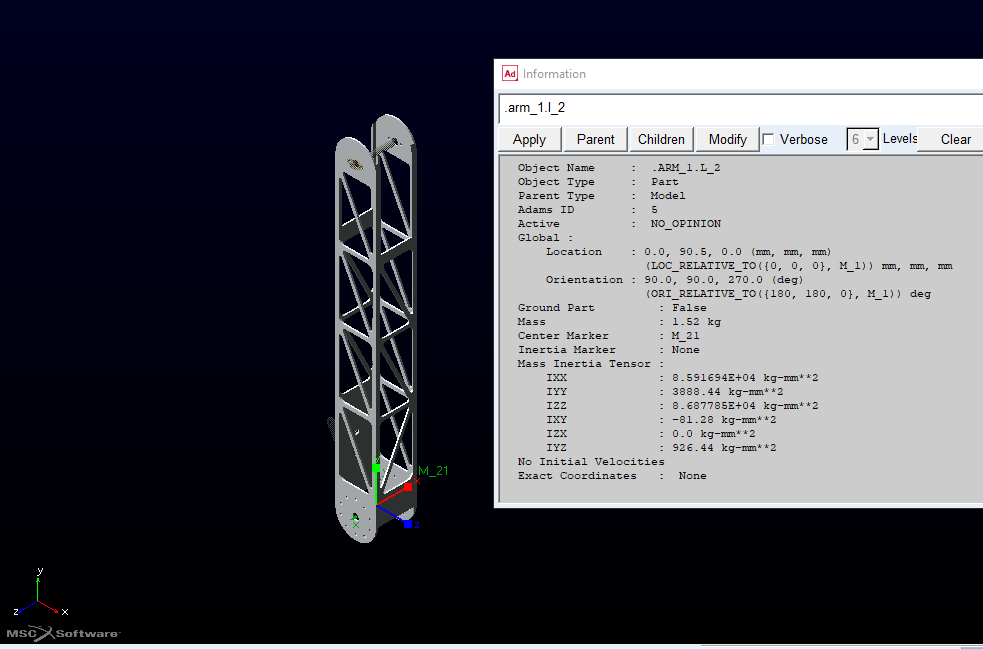 Ad Information
.arm_1.l_2
Apply Parent Children Modify Verbose 6 Levels Clear
Object Name : .ARM_1.L_2
Object Type : Part
Parent Type : Model
Adams ID : 5
Active : NO_OPINION
Global :
Location : 0.0, 90.5, 0.0 (mm, mm, mm)
(LOC_RELATIVE_TO({0, 0, 0}, M_1)) mm, mm, mm
Orientation : 90.0, 90.0, 270.0 (deg)
(ORI_RELATIVE_TO({180, 180, 0}, M_1)) deg
Ground Part : False
Mass : 1.52 kg
Center Marker : M_21
Inertia Marker : None
Mass Inertia Tensor :
IXX : 8.591694E+04 kg-mm**2
IYY : 3888.44 kg-mm**2
IZZ : 8.687785E+04 kg-mm**2
IXY : -81.28 kg-mm**2
IZX : 0.0 kg-mm**2
IYZ : 926.44 kg-mm**2
No Initial Velocities
Exact Coordinates : None
M_21
x
z
y
z x
MSC Software